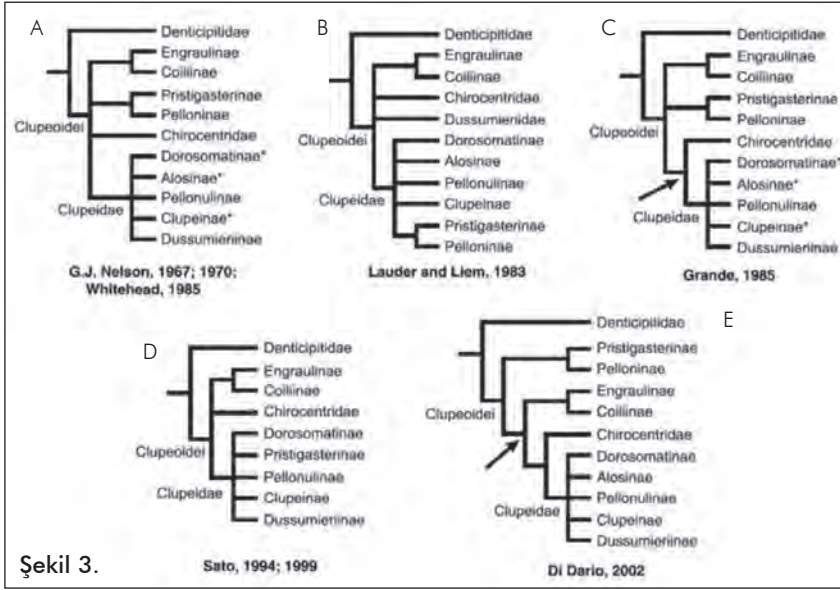 A
Denticipitidae
Engraulinae
Coiliinae
Pristigasterinae
Pelloninae
Chirocentridae
Dorosomatinae*
Alosinae*
Pellonulinae
Clupeinae*
Dussumieriinae
Clupeoidei
Clupeidae
G.J. Nelson, 1967; 1970;
Whitehead, 1985
B
Denticipitidae
Engraulinae
Coiliinae
Chirocentridae
Dussumieriidae
Dorosomatinae
Alosinae
Pellonulinae
Clupeinae
Pristigasterinae
Pelloninae
Clupeoidei
Clupeidae
Lauder and Liem, 1983
C
Denticipitidae
Engraulinae
Coiliinae
Pristigasterinae
Pelloninae
Chirocentridae
Dorosomatinae*
Alosinae*
Pellonulinae
Clupeinae*
Dussumieriinae
Clupeoidei
Clupeidae
Grande, 1985
D
Denticipitidae
Engraulinae
Coiliinae
Chirocentridae
Dorosomatinae
Pristigasterinae
Pellonulinae
Clupeinae
Dussumieriinae
Clupeoidei
Clupeidae
Sato, 1994; 1999
E
Denticipitidae
Pristigasterinae
Pelloninae
Engraulinae
Coiliinae
Chirocentridae
Dorosomatinae
Alosinae
Pellonulinae
Clupeinae
Dussumieriinae
Clupeoidei
Clupeidae
Di Dario, 2002
Şekil 3.